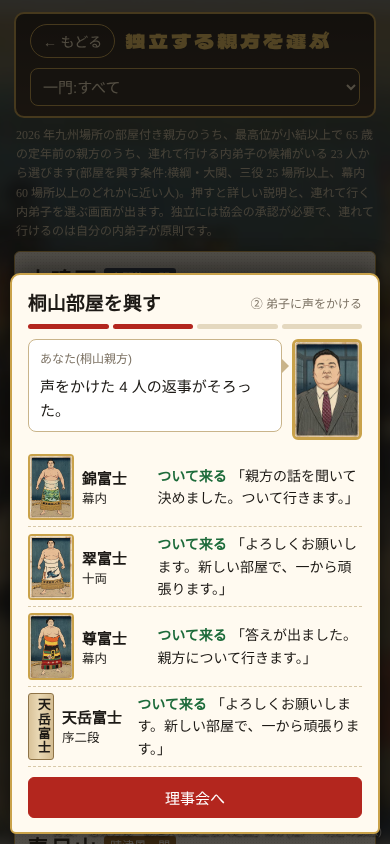 ← もどる
独立する親方を選ぶ
一門:すべて
2026 年九州場所の部屋付き親方のうち、最高位が小結以上で 65 歳
の定年前の親方のうち、連れて行ける内弟子の候補がいる 23 人か
ら選びます(部屋を興す条件:横綱・大関、三役 25 場所以上、幕内
60 場所以上のどれかに近い人)。押すと詳しい説明と、連れて行く
内弟子を選ぶ画面が出ます。独立には協会の承認が必要で、連れて
行けるのは自分の内弟子が原則です。
桐山部屋を興す
② 弟子に声をかける
あなた(桐山親方)
声をかけた 4 人の返事がそろっ
た。
錦富士
幕内
ついて来る 「親方の話を聞いて
決めました。ついて行きます。」
翠富士
十両
ついて来る 「よろしくお願いし
ます。新しい部屋で、一から頑
張ります。」
尊富士
幕内
ついて来る 「答えが出ました。
親方について行きます。」
天岳富士
天岳富士
序二段
ついて来る 「よろしくお願いしま
す。新しい部屋で、一から頑張りま
す。」
理事会へ